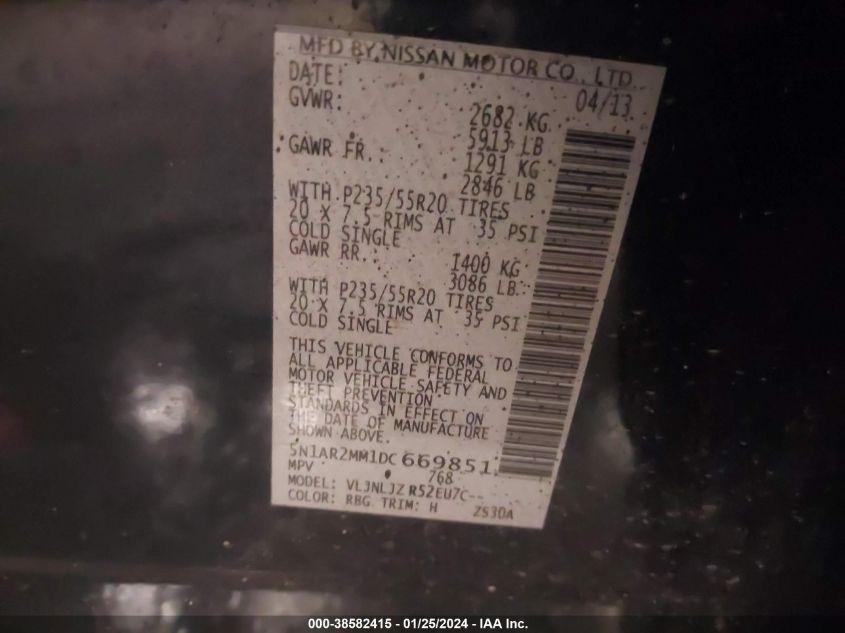 MFD BY NISSAN MOTOR CO., LTD
DATE: 04/13
GVWR: 2682 KG
5913 LB
GAWR FR.: 1291 KG
2846 LB
WITH P235/55R20 TIRES
20 X 7.5 RIMS AT 35 PSI
COLD SINGLE
GAWR RR. 1400 KG
3086 LB
WITH P235/55R20 TIRES
20 X 7.5 RIMS AT 35 PSI
COLD SINGLE
THIS VEHICLE CONFORMS TO
ALL APPLICABLE FEDERAL
MOTOR VEHICLE SAFETY AND
THEFT PREVENTION
STANDARDS IN EFFECT ON
THE DATE OF MANUFACTURE
SHOWN ABOVE.
5N1AR2MM1DC 669851
MPV 768
MODEL: VLJNLJZ R52EU7C--
COLOR: RBG TRIM: H ZS3DA
000-38582415 - 01/25/2024 - IAA Inc.